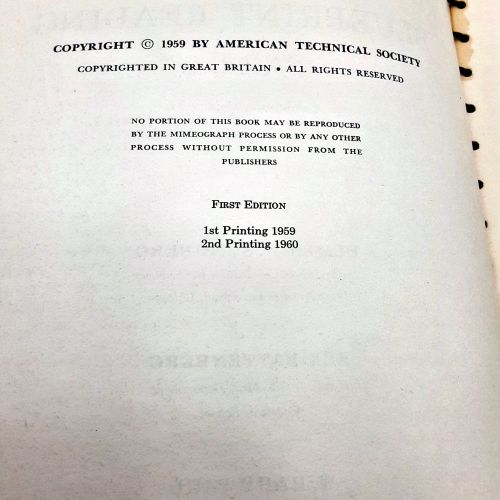 COPYRIGHT © 1959 BY AMERICAN TECHNICAL SOCIETY
COPYRIGHTED IN GREAT BRITAIN • ALL RIGHTS RESERVED
NO PORTION OF THIS BOOK MAY BE REPRODUCED
BY THE MIMEOGRAPH PROCESS OR BY ANY OTHER
PROCESS WITHOUT PERMISSION FROM THE
PUBLISHERS
FIRST EDITION
1st Printing 1959
2nd Printing 1960